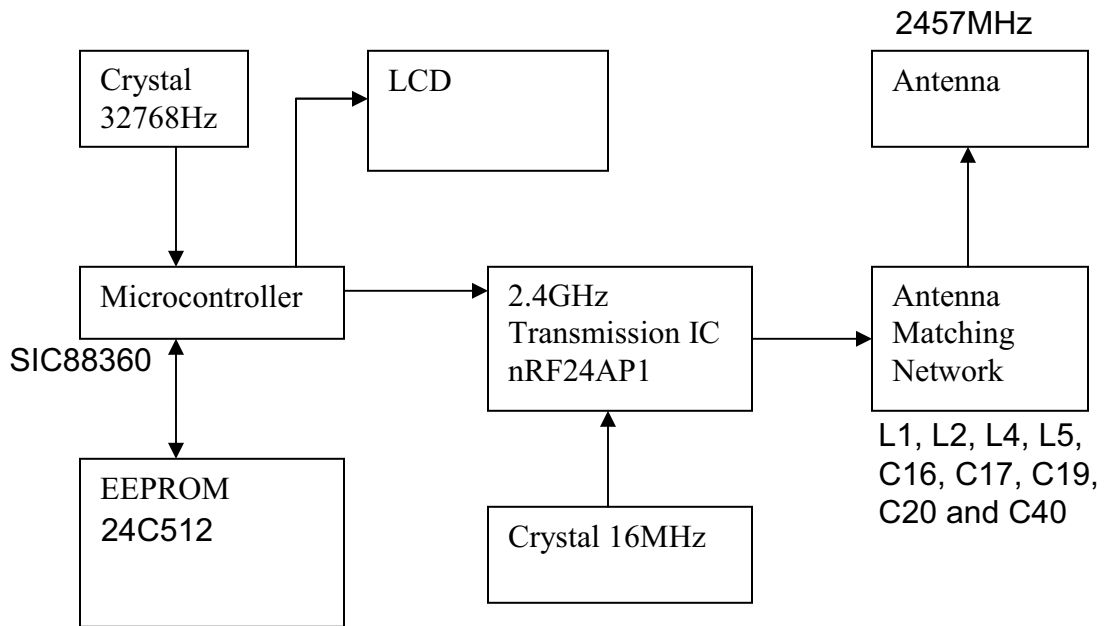 2457MHz
Crystal
32768Hz
LCD
Antenna
Microcontroller
SIC88360
2.4GHz
Transmission IC
nRF24AP1
Antenna
Matching
Network
L1, L2, L4, L5,
C16, C17, C19,
C20 and C40
EEPROM
24C512
Crystal 16MHz